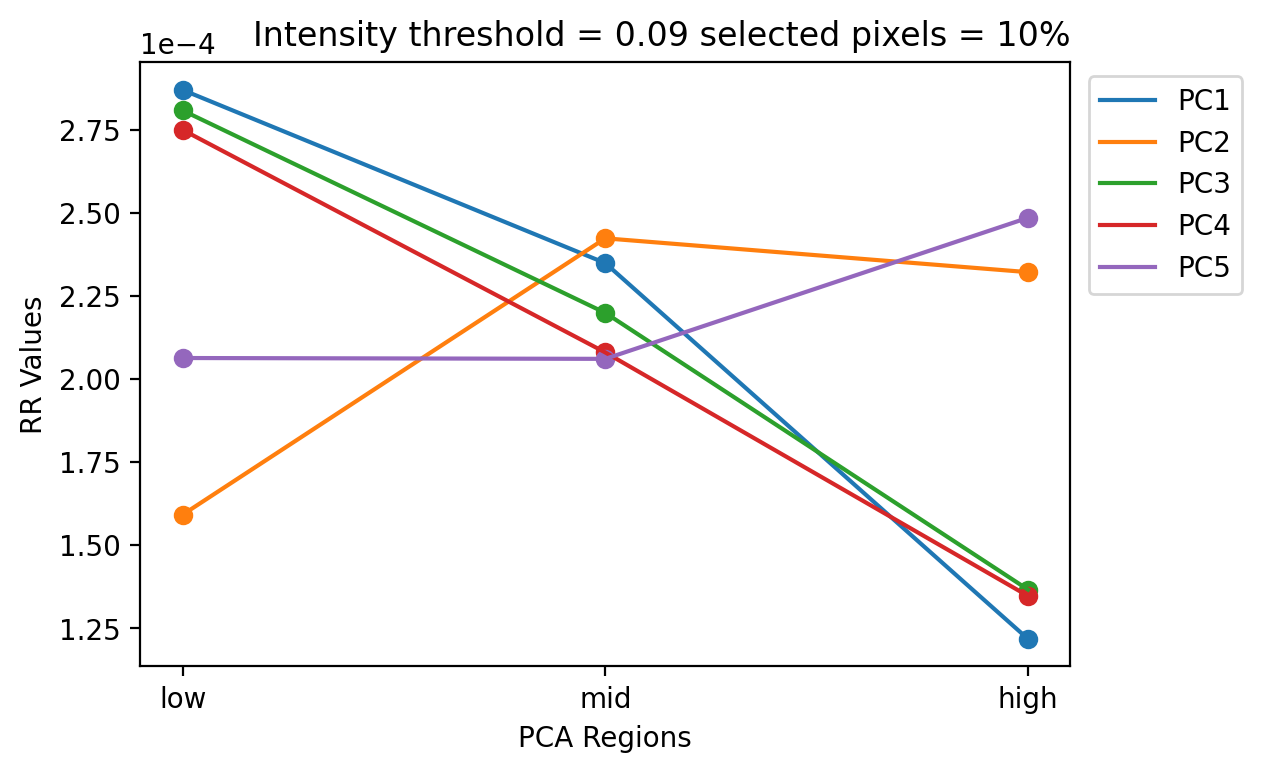 Intensity threshold = 0.09 selected pixels = 10%
1e−4
2.75
2.50
2.25
2.00
1.75
1.50
1.25
RR Values
low
mid
high
PCA Regions
PC1
PC2
PC3
PC4
PC5